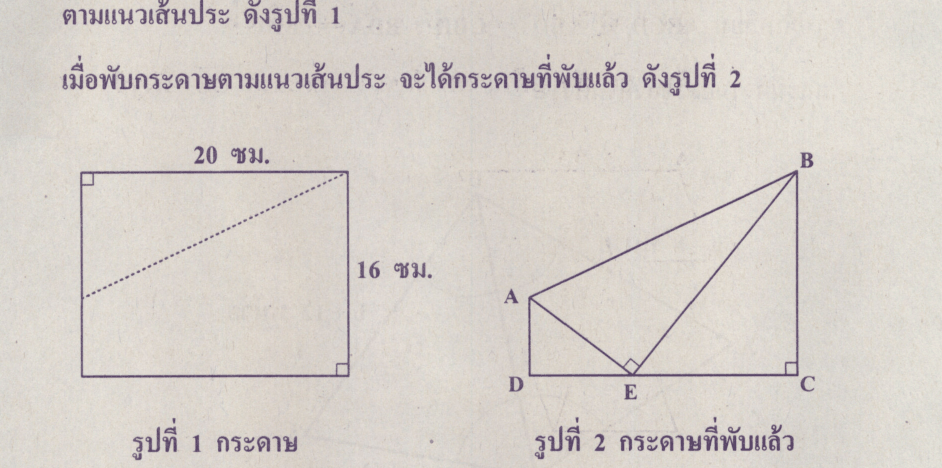 ตามแนวเส้นประ ดังรูปที่ 1
เมื่อพับกระดาษตามแนวเส้นประ จะได้กระดาษที่พับแล้ว ดังรูปที่ 2
20 ซม.
16 ซม.
B
A
D
E
C
รูปที่ 1 กระดาษ
รูปที่ 2 กระดาษที่พับแล้ว